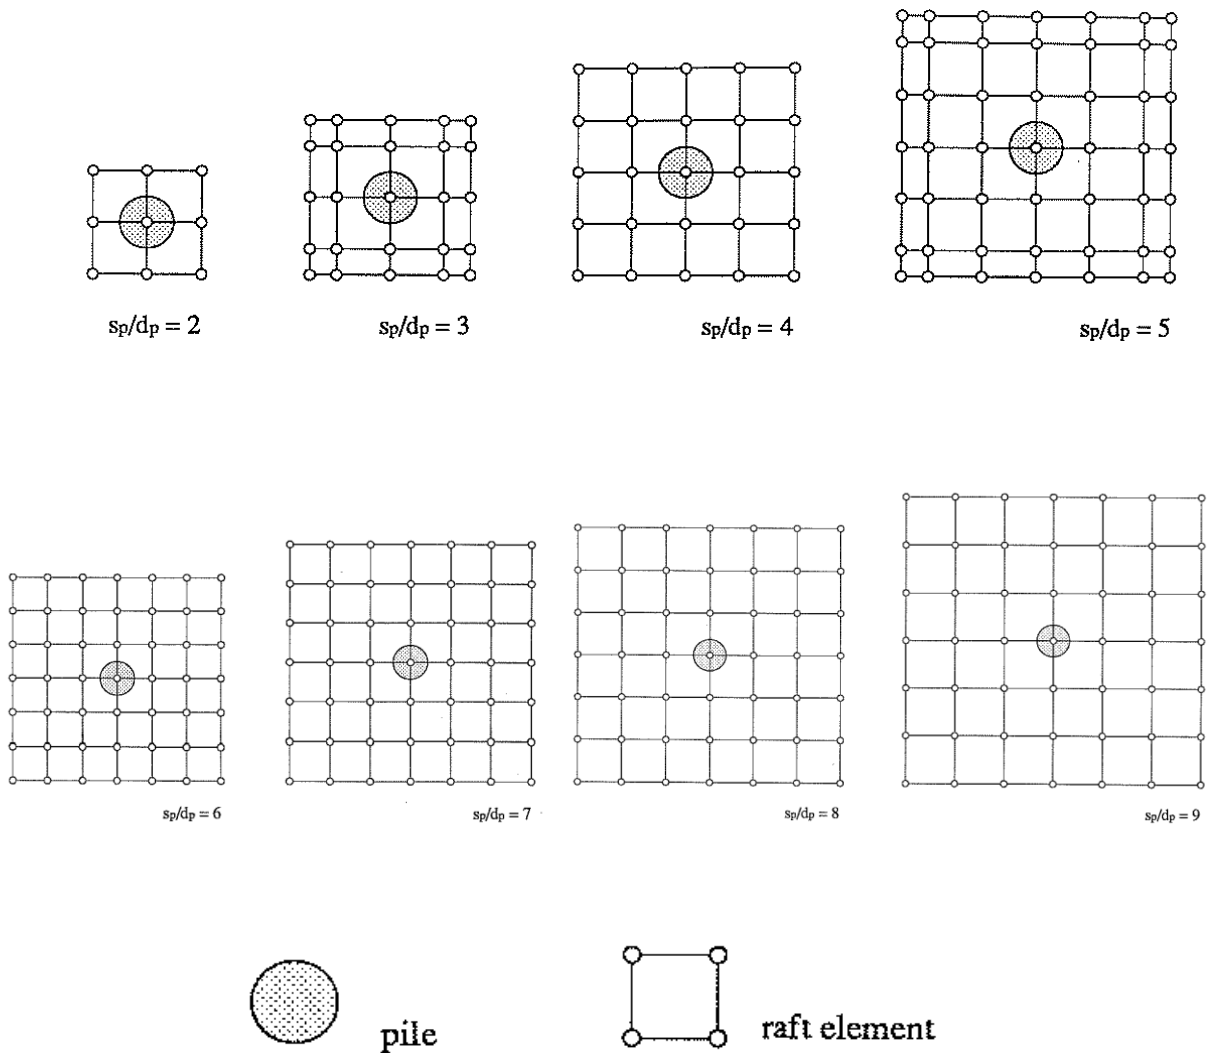 sp/dp = 2
sp/dp = 3
sp/dp = 4
sp/dp = 5
sp/dp = 6
sp/dp = 7
sp/dp = 8
sp/dp = 9
pile
raft element